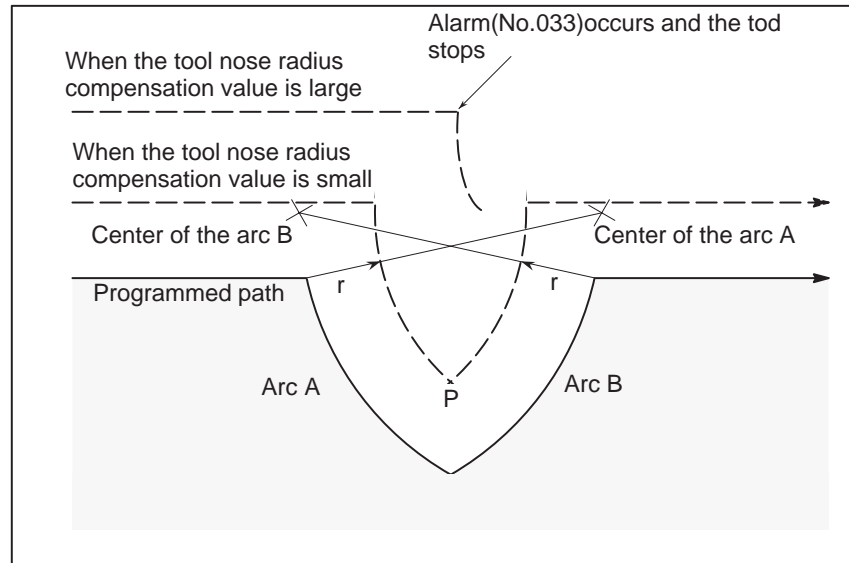 Alarm(No.033)occurs and the tod
stops
When the tool nose radius
compensation value is large
When the tool nose radius
compensation value is small
Center of the arc B
Center of the arc A
r
r
Programmed path
Arc A
Arc B
P